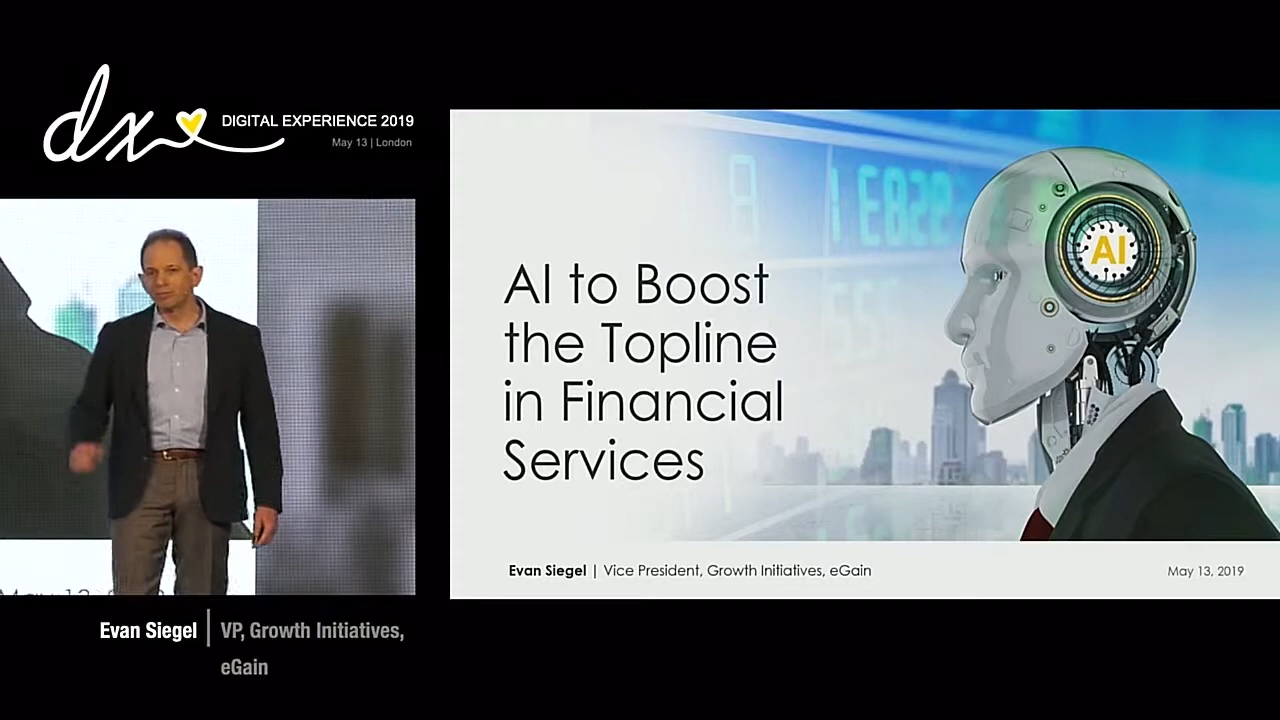 dx
DIGITAL EXPERIENCE 2019
May 13 | London
AI
AI to Boost
the Topline
in Financial
Services
Evan Siegel | Vice President, Growth Initiatives, eGain
May 13, 2019
Evan Siegel | VP, Growth Initiatives,
eGain